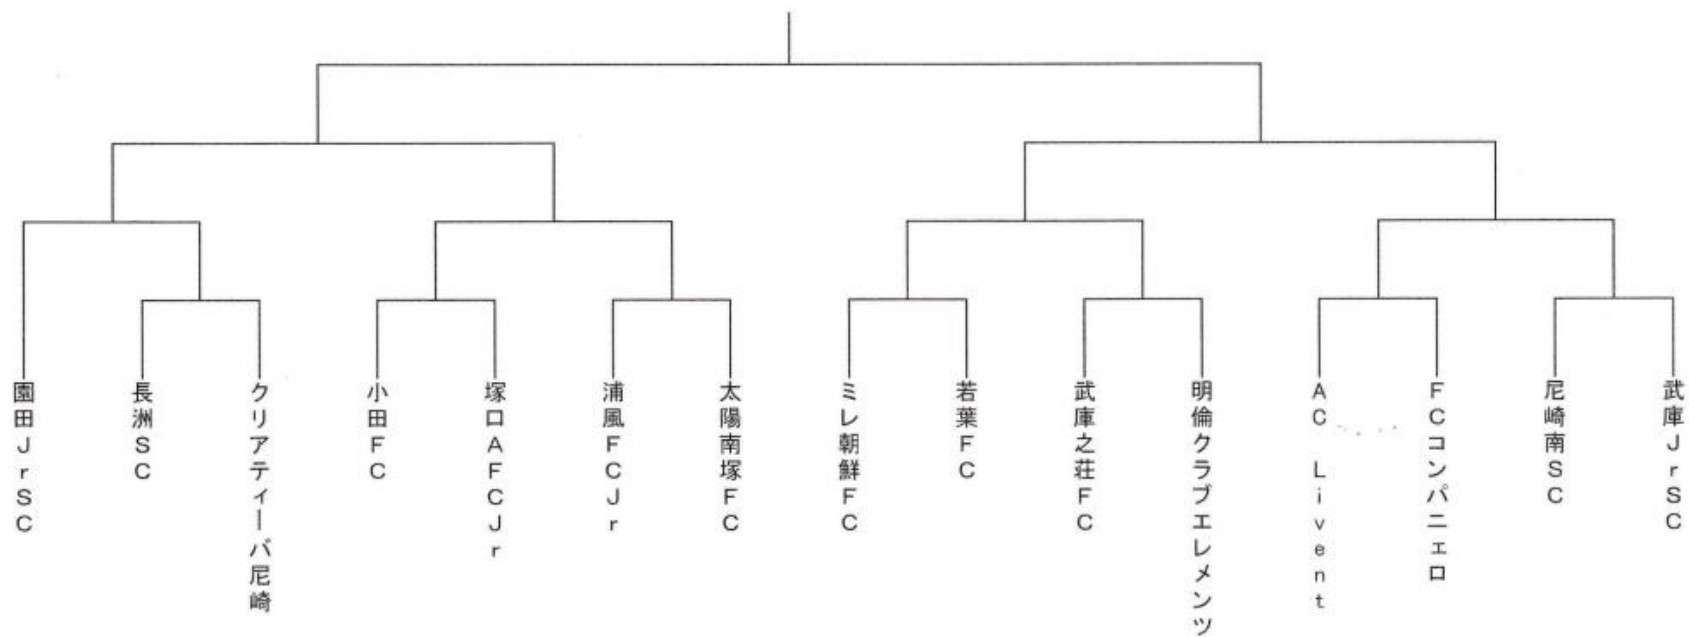 園田JrSC
長洲SC
クリアティーバ尼崎
小田FC
塚口AFCJr
浦風FCJr
太陽南塚FC
ミレ朝鮮FC
若葉FC
武庫之荘FC
明倫クラブエレメンツ
AC Livent
FCコンパニェロ
尼崎南SC
武庫JrSC